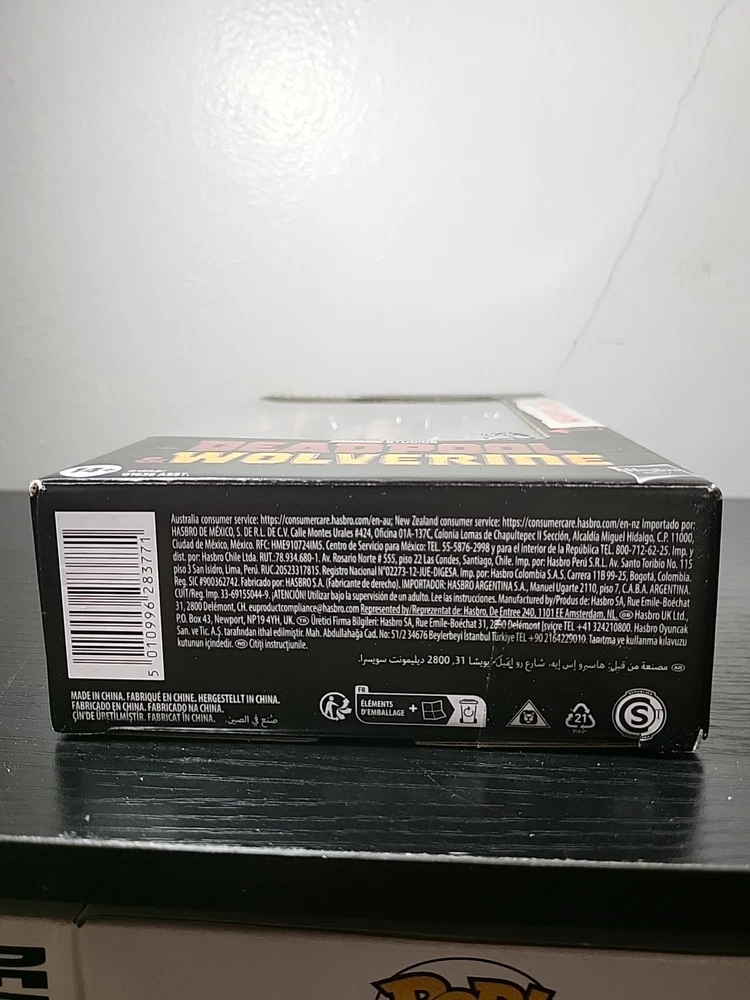 DEADPOOL
& WOLVERINE
14+
5 010996 283771
Australia consumer service: https://consumercare.hasbro.com/en-au; New Zealand consumer service: https://consumercare.hasbro.com/en-nz Importado por:
HASBRO DE MÉXICO, S. DE R.L. DE C.V. Calle Montes Urales #424, Oficina 01A-137C, Colonia Lomas de Chapultepec II Sección, Alcaldía Miguel Hidalgo, C.P. 11000,
Ciudad de México, México. RFC: HME910724IMS. Centro de Servicio para México: TEL. 55-5876-2998 y para el interior de la República TEL. 800-712-62-25. Imp. y
dist. por: Hasbro Chile Ltda. RUT.:78.934.680-1. Av. Rosario Norte # 555, piso 22 Las Condes, Santiago, Chile. Imp. por: Hasbro Perú S.R.L. Av. Santo Toribio No. 115
piso 3 San Isidro, Lima, Perú. RUC.20523317815. Registro Nacional N°02273-12-JUE-DIGESA. Imp. por: Hasbro Colombia S.A.S. Carrera 11B 99-25, Bogotá, Colombia.
Reg. SIC #900362742. Fabricado por: HASBRO S.A. (Fabricante de derecho). IMPORTADOR: HASBRO ARGENTINA S.A., Manuel Ugarte 2110, piso 7, C.A.B.A. ARGENTINA.
CUIT/Reg. Imp. 33-69155044-9. ¡ATENCIÓN! Utilizar bajo la supervisión de un adulto. Lee las instrucciones. Manufactured by/Produs de: Hasbro SA, Rue Emile-Boéchat
31, 2800 Delémont, CH. euproductcompliance@hasbro.com Represented by/Reprezentat de: Hasbro, De Entree 240, 1101 EE Amsterdam, NL. GB Hasbro UK Ltd.,
P.O. Box 43, Newport, NP19 4YH, UK. TR Üretici Firma Bilgileri: Hasbro SA, Rue Emile-Boéchat 31, 2800 Delémont İsviçre TEL +41 324210800. Hasbro Oyuncak
San. ve Tic. A.Ş. tarafından ithal edilmiştir. Mah. Abdullahağa Cad. No: 51/2 34676 Beylerbeyi İstanbul Türkiye TEL +90 2164229010. Tanıtma ve kullanma kılavuzu
kutunun içindedir. RO Citiţi instrucţiunile.
AR مصنعة من قبل: هاسبرو إس إيه، شارع رو إميل-بويشا 31, 2800 ديليمونت سويسرا.
MADE IN CHINA. FABRIQUÉ EN CHINE. HERGESTELLT IN CHINA.
FABRICADO EN CHINA. FABRICADO NA CHINA.
ÇİN'DE ÜRETİLMİŞTİR. FABRICAT ÎN CHINA. صنع في الصين.
FR
ÉLÉMENTS
D'EMBALLAGE +
21
PAP
S
POP!